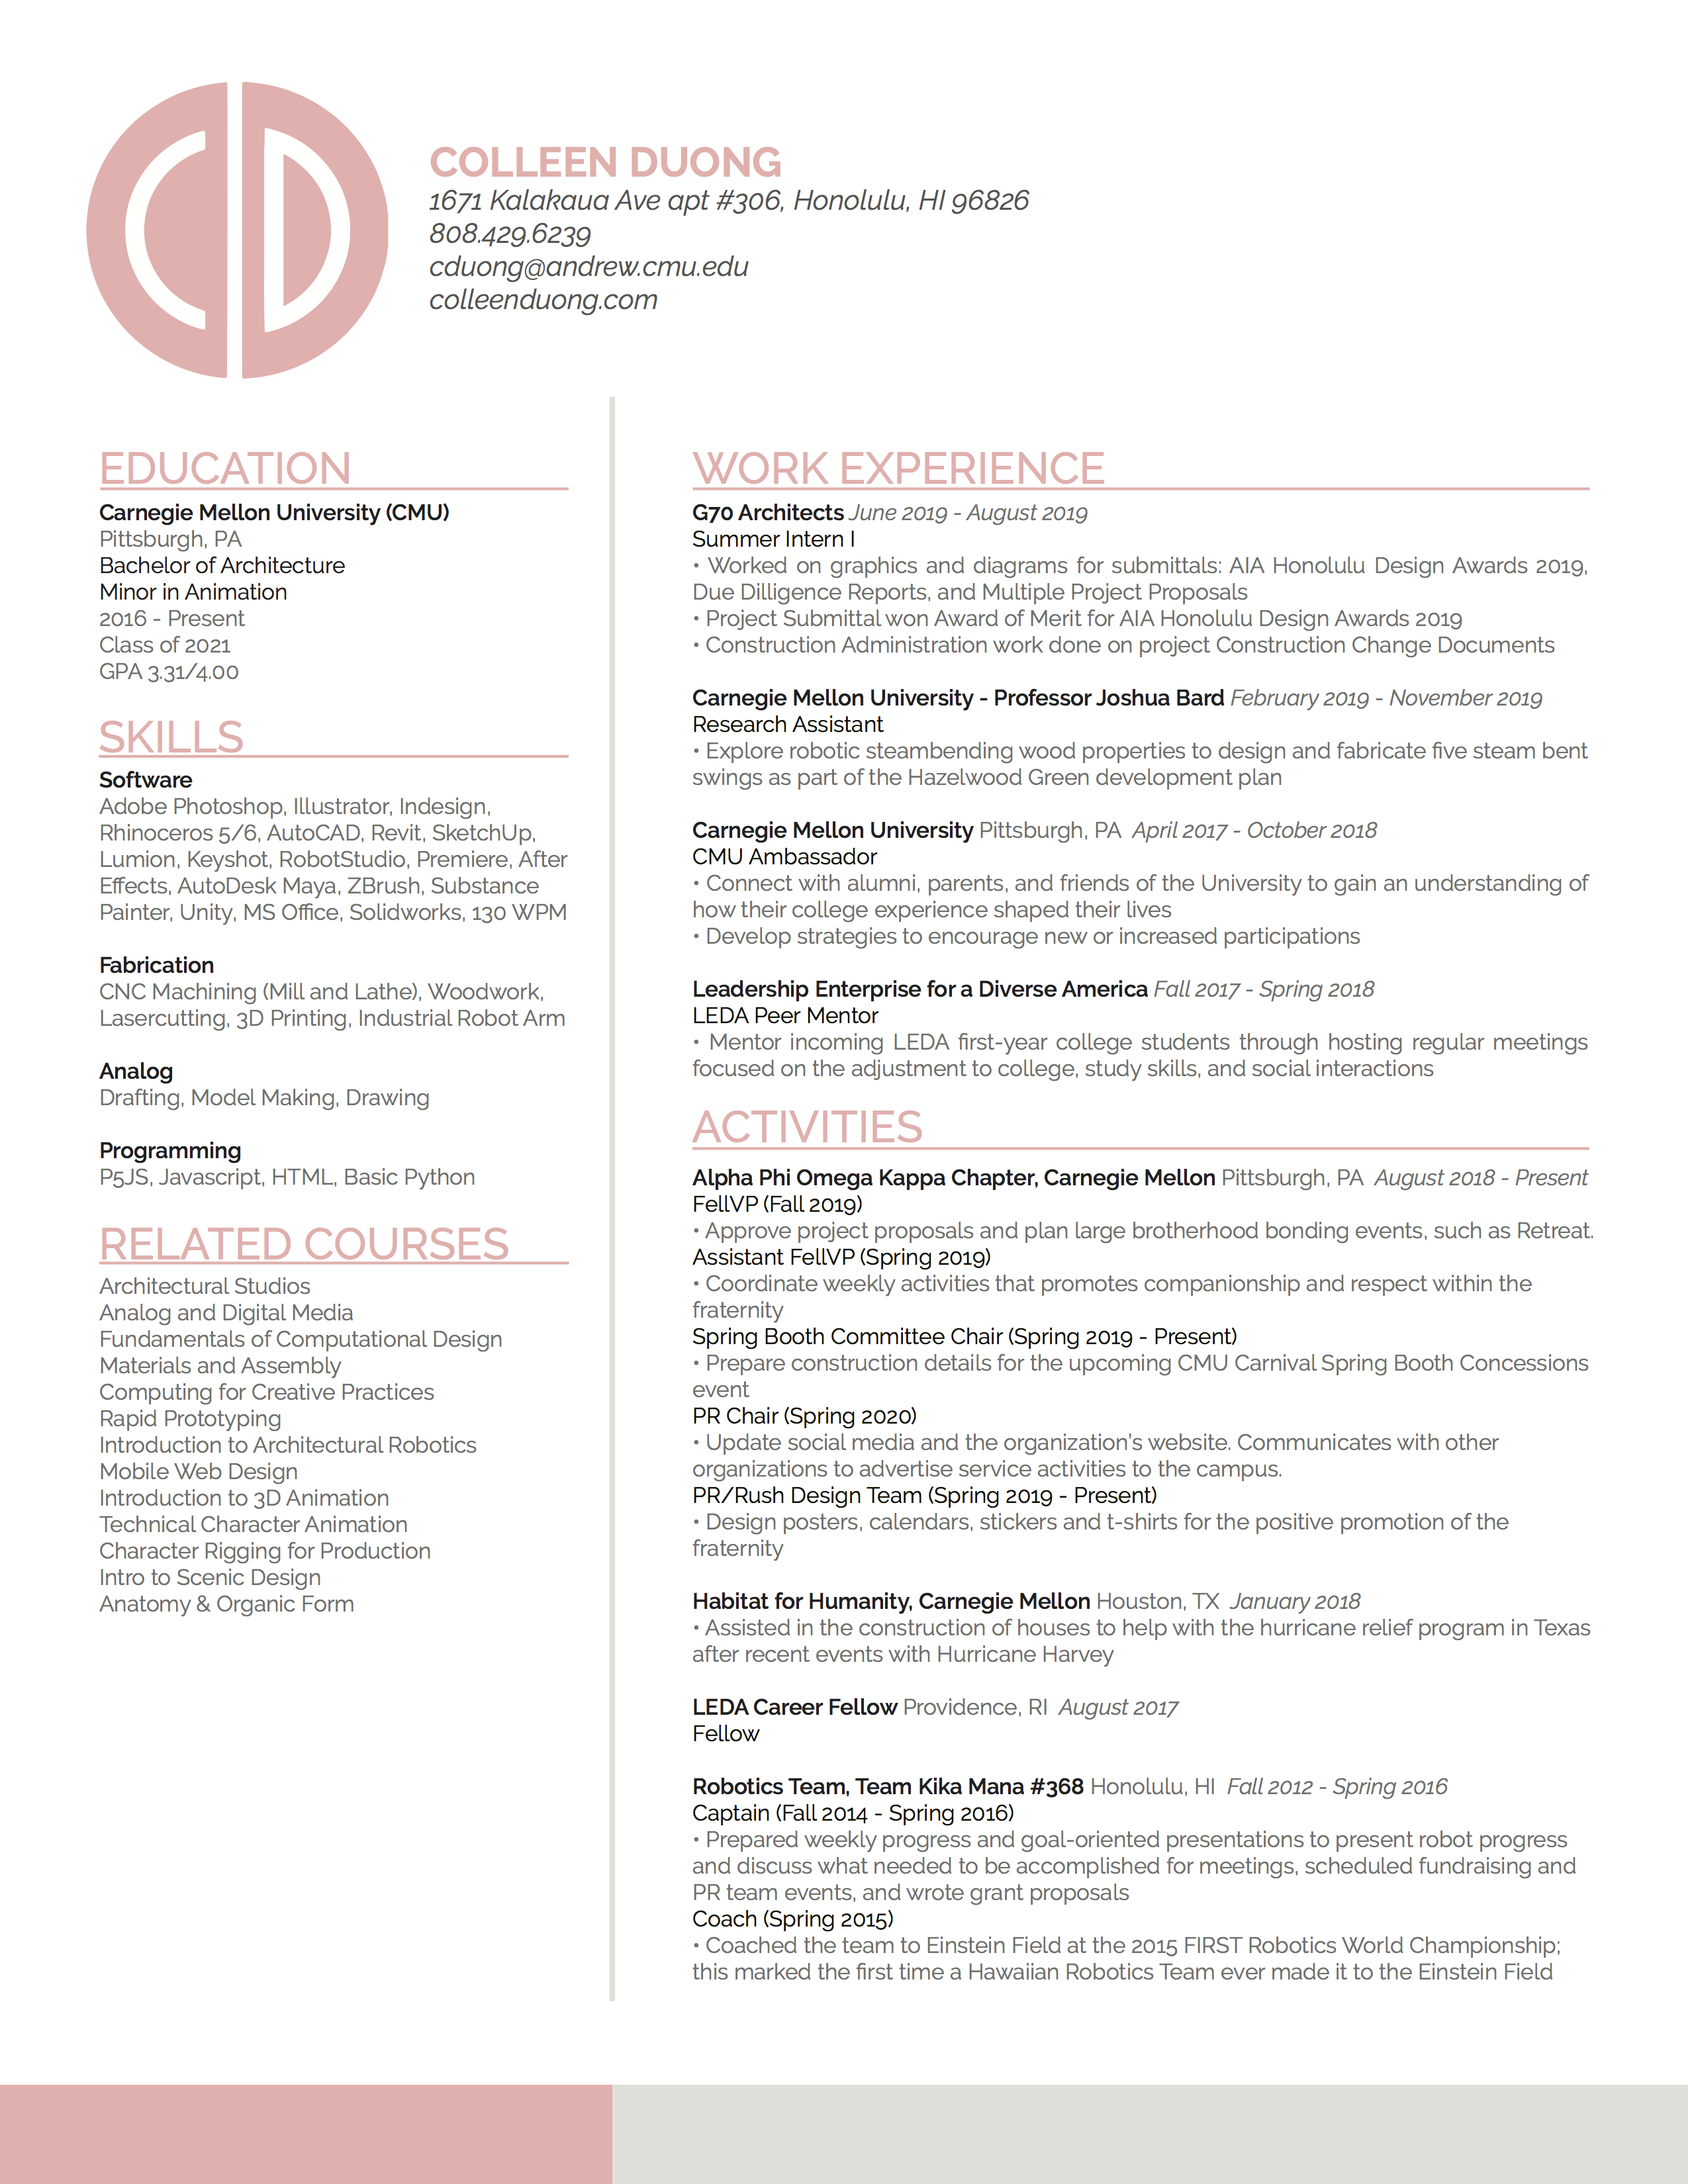 CD
COLLEEN DUONG
1671 Kalakaua Ave apt #306, Honolulu, HI 96826
808.429.6239
cduong@andrew.cmu.edu
colleenduong.com
EDUCATION
Carnegie Mellon University (CMU)
Pittsburgh, PA
Bachelor of Architecture
Minor in Animation
2016 - Present
Class of 2021
GPA 3.31/4.00
SKILLS
Software
Adobe Photoshop, Illustrator, Indesign,
Rhinoceros 5/6, AutoCAD, Revit, SketchUp,
Lumion, Keyshot, RobotStudio, Premiere, After
Effects, AutoDesk Maya, ZBrush, Substance
Painter, Unity, MS Office, Solidworks, 130 WPM
Fabrication
CNC Machining (Mill and Lathe), Woodwork,
Lasercutting, 3D Printing, Industrial Robot Arm
Analog
Drafting, Model Making, Drawing
Programming
P5JS, Javascript, HTML, Basic Python
RELATED COURSES
Architectural Studios
Analog and Digital Media
Fundamentals of Computational Design
Materials and Assembly
Computing for Creative Practices
Rapid Prototyping
Introduction to Architectural Robotics
Mobile Web Design
Introduction to 3D Animation
Technical Character Animation
Character Rigging for Production
Intro to Scenic Design
Anatomy & Organic Form
WORK EXPERIENCE
G70 Architects June 2019 - August 2019
Summer Intern I
• Worked on graphics and diagrams for submittals: AIA Honolulu Design Awards 2019,
Due Dilligence Reports, and Multiple Project Proposals
• Project Submittal won Award of Merit for AIA Honolulu Design Awards 2019
• Construction Administration work done on project Construction Change Documents
Carnegie Mellon University - Professor Joshua Bard February 2019 - November 2019
Research Assistant
• Explore robotic steambending wood properties to design and fabricate five steam bent
swings as part of the Hazelwood Green development plan
Carnegie Mellon University Pittsburgh, PA April 2017 - October 2018
CMU Ambassador
• Connect with alumni, parents, and friends of the University to gain an understanding of
how their college experience shaped their lives
• Develop strategies to encourage new or increased participations
Leadership Enterprise for a Diverse America Fall 2017 - Spring 2018
LEDA Peer Mentor
• Mentor incoming LEDA first-year college students through hosting regular meetings
focused on the adjustment to college, study skills, and social interactions
ACTIVITIES
Alpha Phi Omega Kappa Chapter, Carnegie Mellon Pittsburgh, PA August 2018 - Present
FellVP (Fall 2019)
• Approve project proposals and plan large brotherhood bonding events, such as Retreat.
Assistant FellVP (Spring 2019)
• Coordinate weekly activities that promotes companionship and respect within the
fraternity
Spring Booth Committee Chair (Spring 2019 - Present)
• Prepare construction details for the upcoming CMU Carnival Spring Booth Concessions
event
PR Chair (Spring 2020)
• Update social media and the organization's website. Communicates with other
organizations to advertise service activities to the campus.
PR/Rush Design Team (Spring 2019 - Present)
• Design posters, calendars, stickers and t-shirts for the positive promotion of the
fraternity
Habitat for Humanity, Carnegie Mellon Houston, TX January 2018
• Assisted in the construction of houses to help with the hurricane relief program in Texas
after recent events with Hurricane Harvey
LEDA Career Fellow Providence, RI August 2017
Fellow
Robotics Team, Team Kika Mana #368 Honolulu, HI Fall 2012 - Spring 2016
Captain (Fall 2014 - Spring 2016)
• Prepared weekly progress and goal-oriented presentations to present robot progress
and discuss what needed to be accomplished for meetings, scheduled fundraising and
PR team events, and wrote grant proposals
Coach (Spring 2015)
• Coached the team to Einstein Field at the 2015 FIRST Robotics World Championship;
this marked the first time a Hawaiian Robotics Team ever made it to the Einstein Field